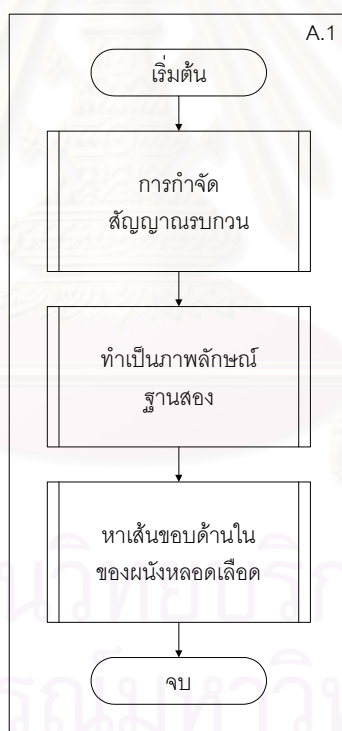 A.1
เริ่มต้น
การกำจัด
สัญญาณรบกวน
ทำเป็นภาพลักษณ์
ฐานสอง
หาเส้นขอบด้านใน
ของผนังหลอดเลือด
จบ